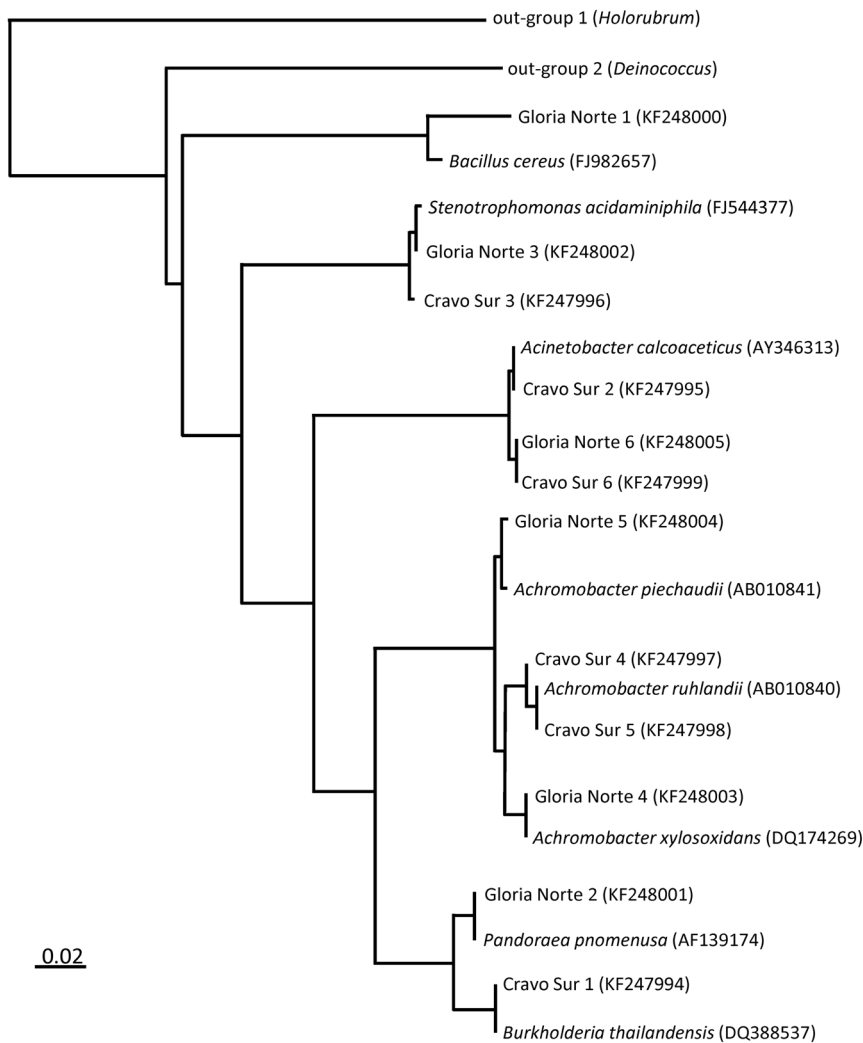 out-group 1 (Holorubrum)
out-group 2 (Deinococcus)
Gloria Norte 1 (KF248000)
Bacillus cereus (FJ982657)
Stenotrophomonas acidaminiphila (FJ544377)
Gloria Norte 3 (KF248002)
Cravo Sur 3 (KF247996)
Acinetobacter calcoaceticus (AY346313)
Cravo Sur 2 (KF247995)
Gloria Norte 6 (KF248005)
Cravo Sur 6 (KF247999)
Gloria Norte 5 (KF248004)
Achromobacter piechaudii (AB010841)
Cravo Sur 4 (KF247997)
Achromobacter ruhlandii (AB010840)
Cravo Sur 5 (KF247998)
Gloria Norte 4 (KF248003)
Achromobacter xylosoxidans (DQ174269)
Gloria Norte 2 (KF248001)
Pandoraea pnomenusa (AF139174)
0.02
Cravo Sur 1 (KF247994)
Burkholderia thailandensis (DQ388537)